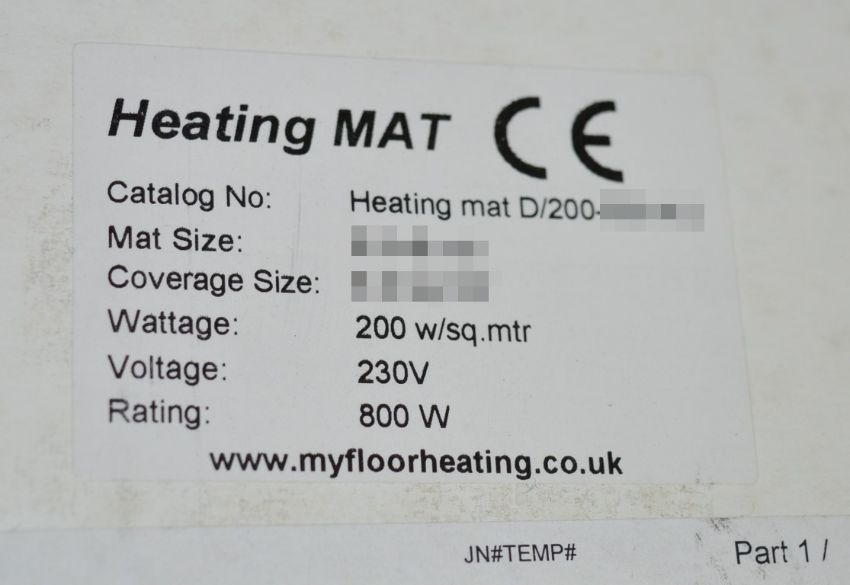 Heating MAT CE
Catalog No: Heating mat D/200-
Mat Size:
Coverage Size:
Wattage: 200 w/sq.mtr
Voltage: 230V
Rating: 800 W
www.myfloorheating.co.uk
JN#TEMP# Part 1 /